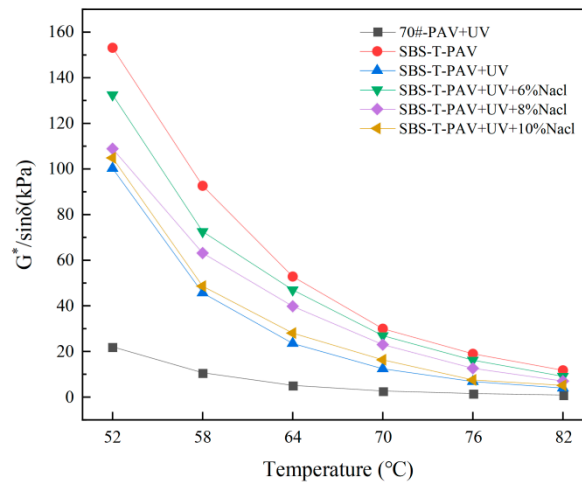 160
140
120
100
80
60
40
20
0
G*/sinδ(kPa)
70#-PAV+UV
SBS-T-PAV
SBS-T-PAV+UV
SBS-T-PAV+UV+6%Nacl
SBS-T-PAV+UV+8%Nacl
SBS-T-PAV+UV+10%Nacl
52 58 64 70 76 82
Temperature (℃)